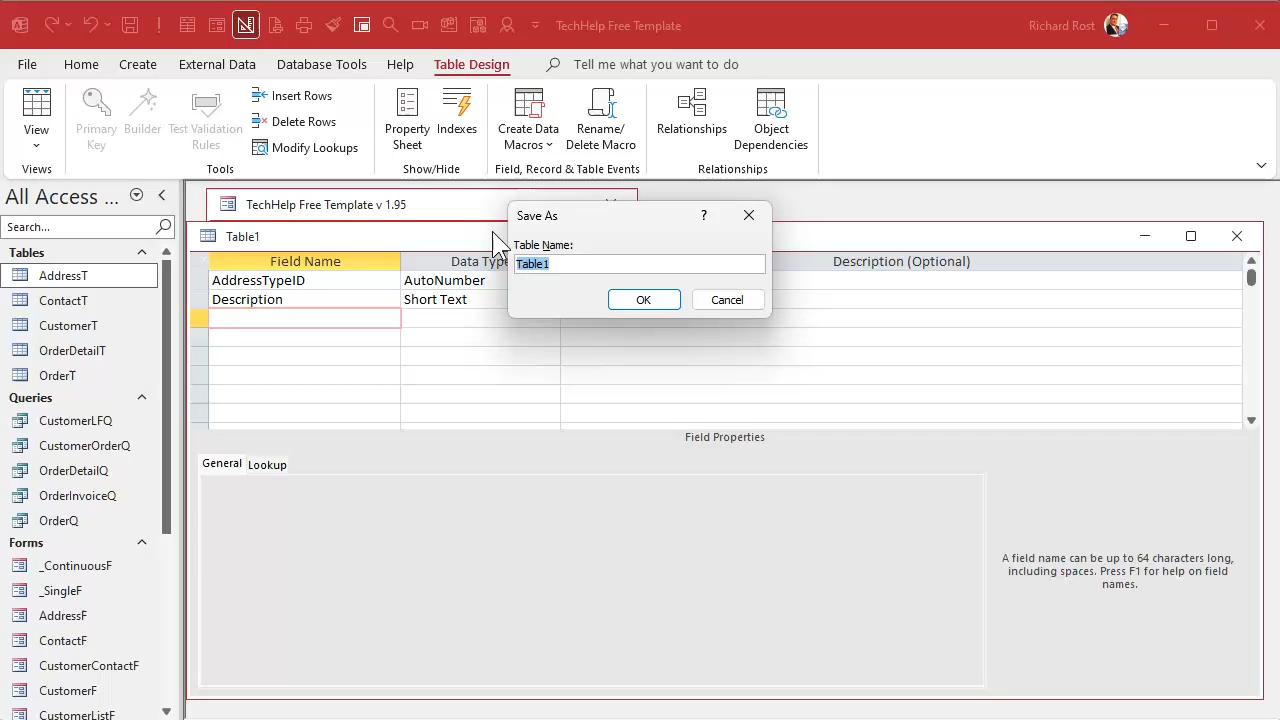 TechHelp Free Template
Richard Rost
File
Home
Create
External Data
Database Tools
Help
Table Design
Tell me what you want to do
View
Primary
Key
Builder
Test Validation
Rules
Insert Rows
Delete Rows
Modify Lookups
Property
Sheet
Indexes
Create Data
Macros
Rename/
Delete Macro
Relationships
Object
Dependencies
Views
Tools
Show/Hide
Field, Record & Table Events
Relationships
All Access ...
Search...
Tables
AddressT
ContactT
CustomerT
OrderDetailT
OrderT
Queries
CustomerLFQ
CustomerOrderQ
OrderDetailQ
OrderInvoiceQ
OrderQ
Forms
_ContinuousF
_SingleF
AddressF
ContactF
CustomerContactF
CustomerF
CustomerListF
TechHelp Free Template v 1.95
Table1
Field Name
Data Type
Description (Optional)
AddressTypeID
AutoNumber
Description
Short Text
Save As
?
Table Name:
Table1
OK
Cancel
Field Properties
General
Lookup
A field name can be up to 64 characters long,
including spaces. Press F1 for help on field
names.